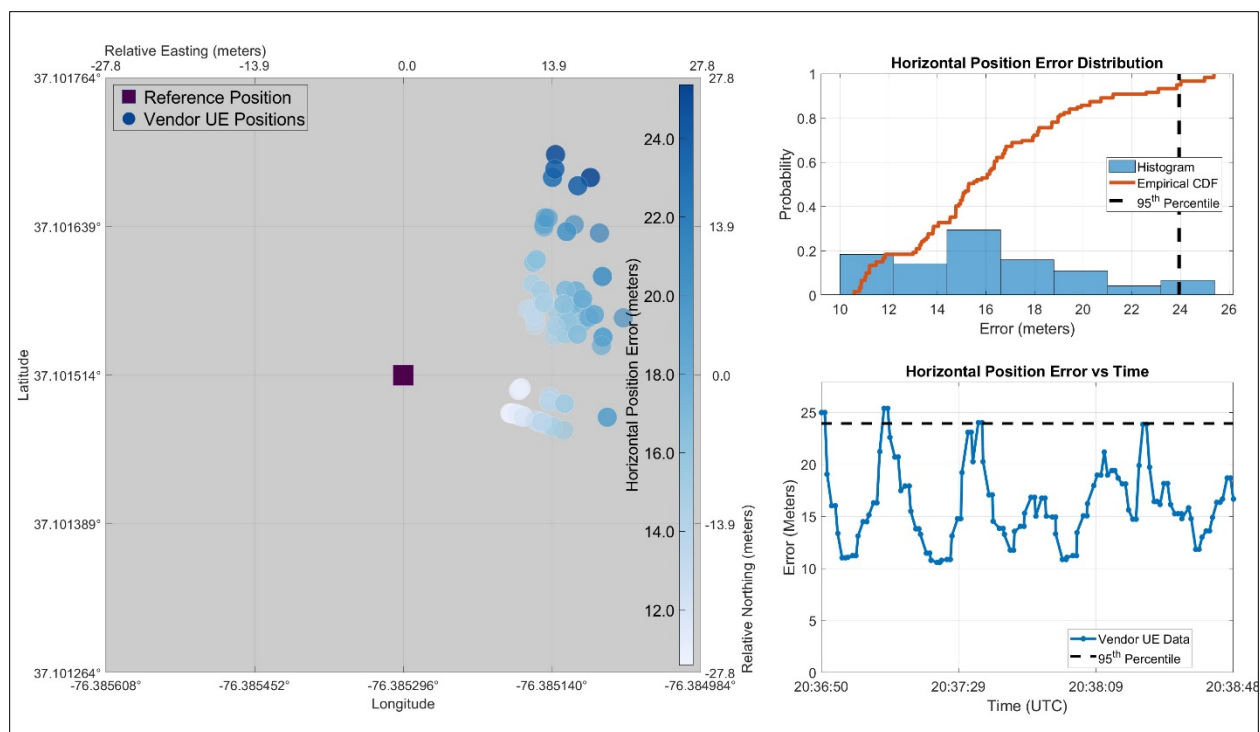 Relative Easting (meters)
-27.8 -13.9 0.0 13.9 27.8
37.101764° 27.8
Reference Position
Vendor UE Positions
24.0
22.0
37.101639° 13.9
20.0
Horizontal Position Error (meters)
Latitude
37.101514° 18.0 0.0
16.0
37.101389° 14.0 -13.9
12.0
Relative Northing (meters)
37.101264° -27.8
-76.385608° -76.385452° -76.385296° -76.385140° -76.384984°
Longitude
Horizontal Position Error Distribution
1
0.8
0.6
0.4
0.2
0
Probability
Histogram
Empirical CDF
95th Percentile
10 12 14 16 18 20 22 24 26
Error (meters)
Horizontal Position Error vs Time
25
20
15
10
5
0
Error (Meters)
Vendor UE Data
95th Percentile
20:36:50 20:37:29 20:38:09 20:38:48
Time (UTC)